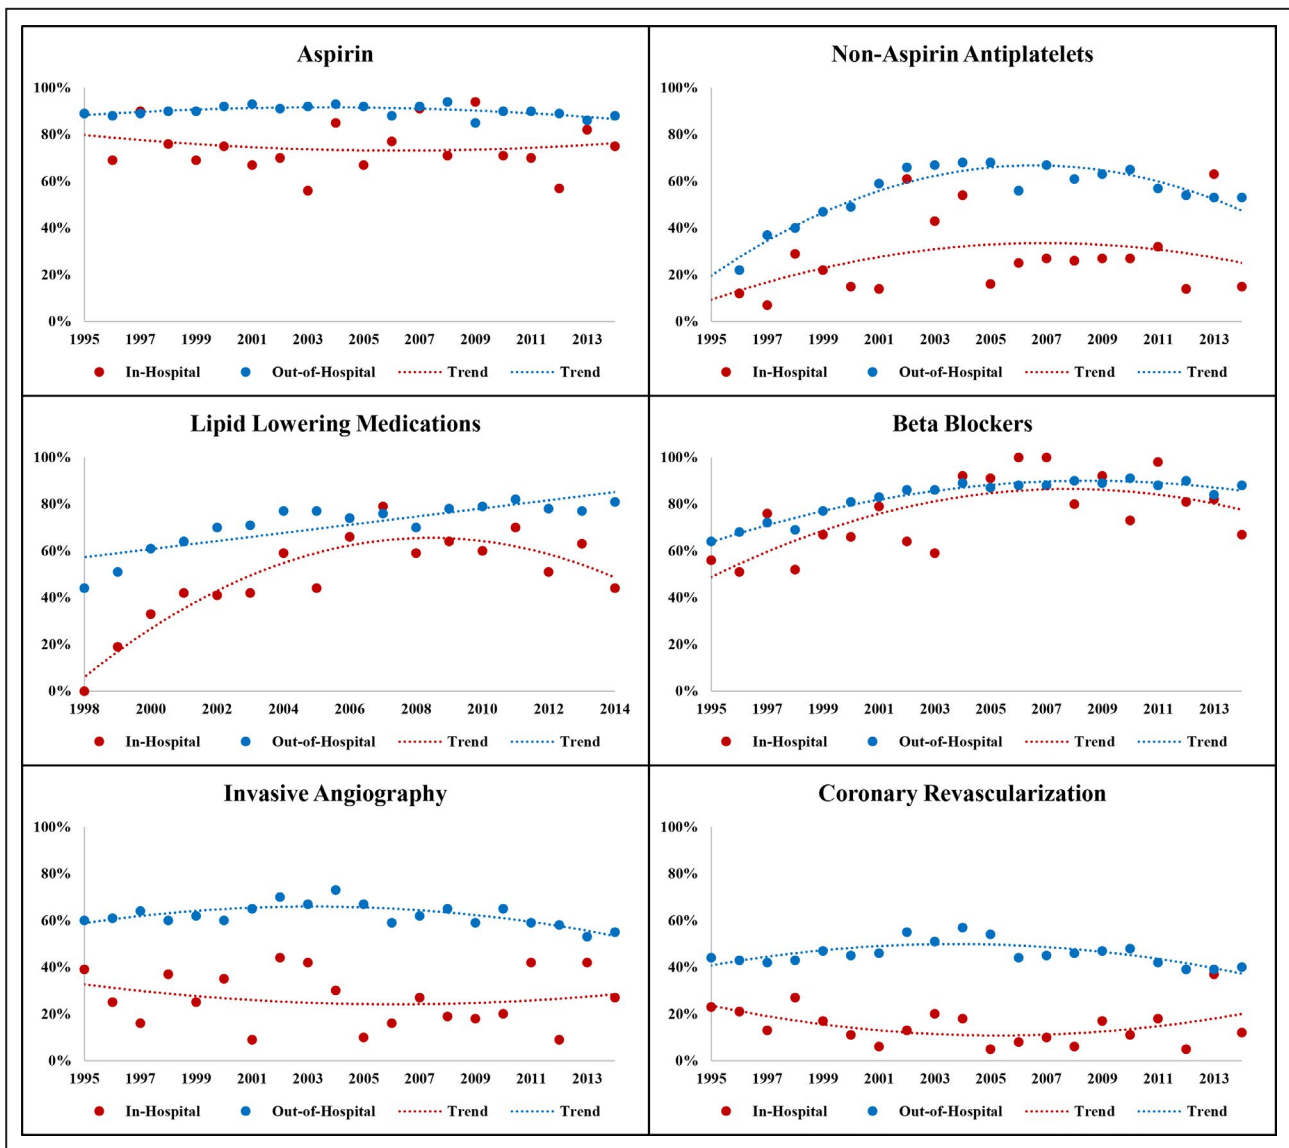 Aspirin
100%
80%
60%
40%
20%
0%
1995 1997 1999 2001 2003 2005 2007 2009 2011 2013
In-Hospital Out-of-Hospital Trend Trend
Non-Aspirin Antiplatelets
100%
80%
60%
40%
20%
0%
1995 1997 1999 2001 2003 2005 2007 2009 2011 2013
In-Hospital Out-of-Hospital Trend Trend
Lipid Lowering Medications
100%
80%
60%
40%
20%
0%
1998 2000 2002 2004 2006 2008 2010 2012 2014
In-Hospital Out-of-Hospital Trend Trend
Beta Blockers
100%
80%
60%
40%
20%
0%
1995 1997 1999 2001 2003 2005 2007 2009 2011 2013
In-Hospital Out-of-Hospital Trend Trend
Invasive Angiography
100%
80%
60%
40%
20%
0%
1995 1997 1999 2001 2003 2005 2007 2009 2011 2013
In-Hospital Out-of-Hospital Trend Trend
Coronary Revascularization
100%
80%
60%
40%
20%
0%
1995 1997 1999 2001 2003 2005 2007 2009 2011 2013
In-Hospital Out-of-Hospital Trend Trend